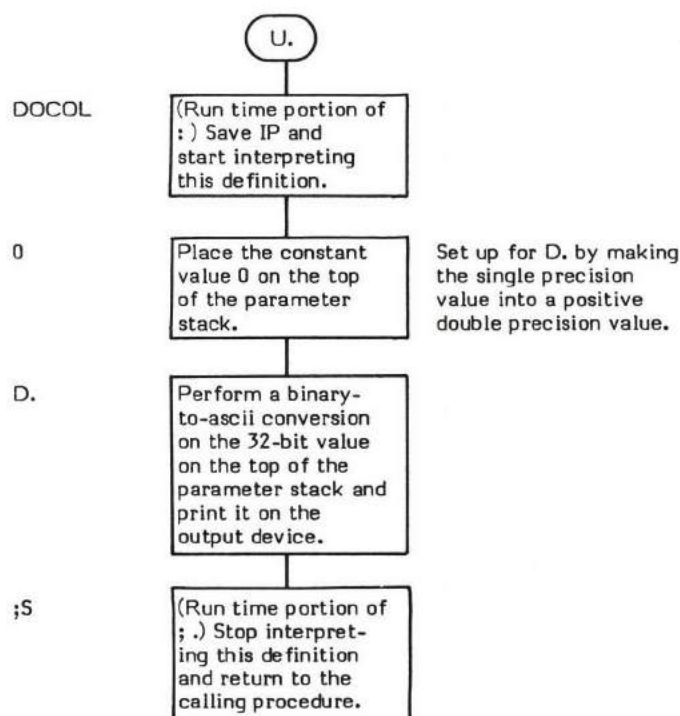 U.
DOCOL
(Run time portion of
: ) Save IP and
start interpreting
this definition.
0
Place the constant
value 0 on the top
of the parameter
stack.
Set up for D. by making
the single precision
value into a positive
double precision value.
D.
Perform a binary-
to-ascii conversion
on the 32-bit value
on the top of the
parameter stack and
print it on the
output device.
;S
(Run time portion of
; .) Stop interpret-
ing this definition
and return to the
calling procedure.